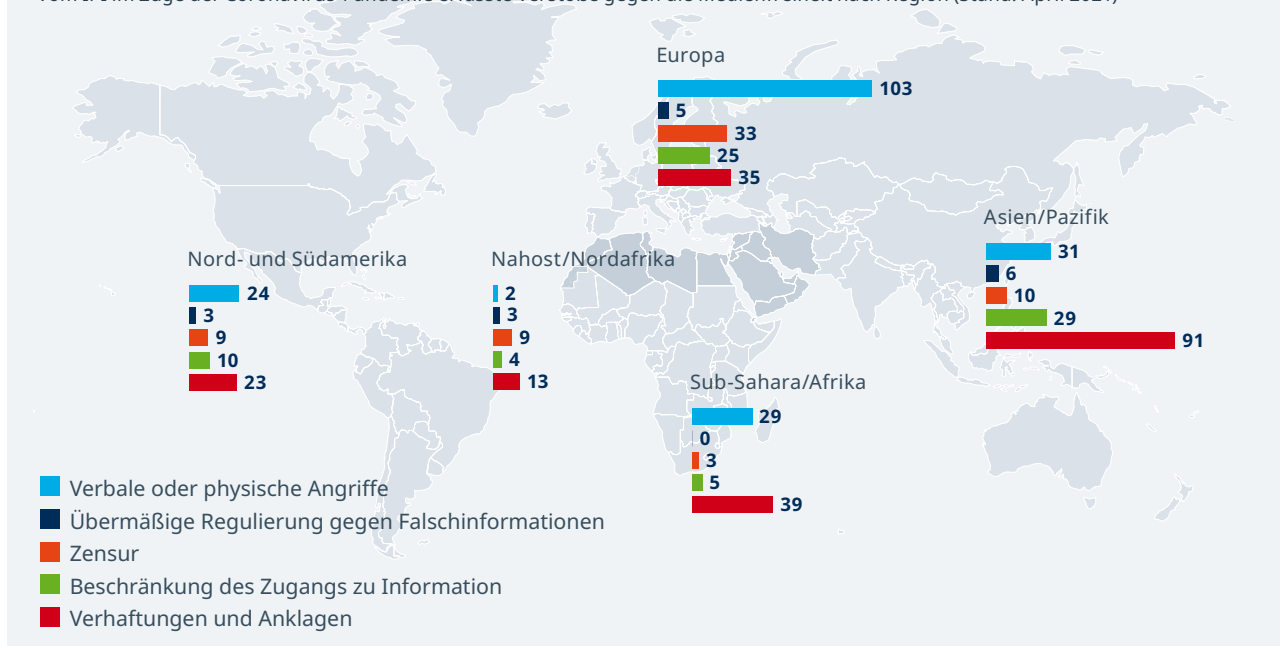 Europa
103
5
33
25
35
Asien/Pazifik
31
6
10
29
91
Nord- und Südamerika
24
3
9
10
23
Nahost/Nordafrika
2
3
9
4
13
Sub-Sahara/Afrika
29
0
3
5
39
Verbale oder physische Angriffe
Übermäßige Regulierung gegen Falschinformationen
Zensur
Beschränkung des Zugangs zu Information
Verhaftungen und Anklagen